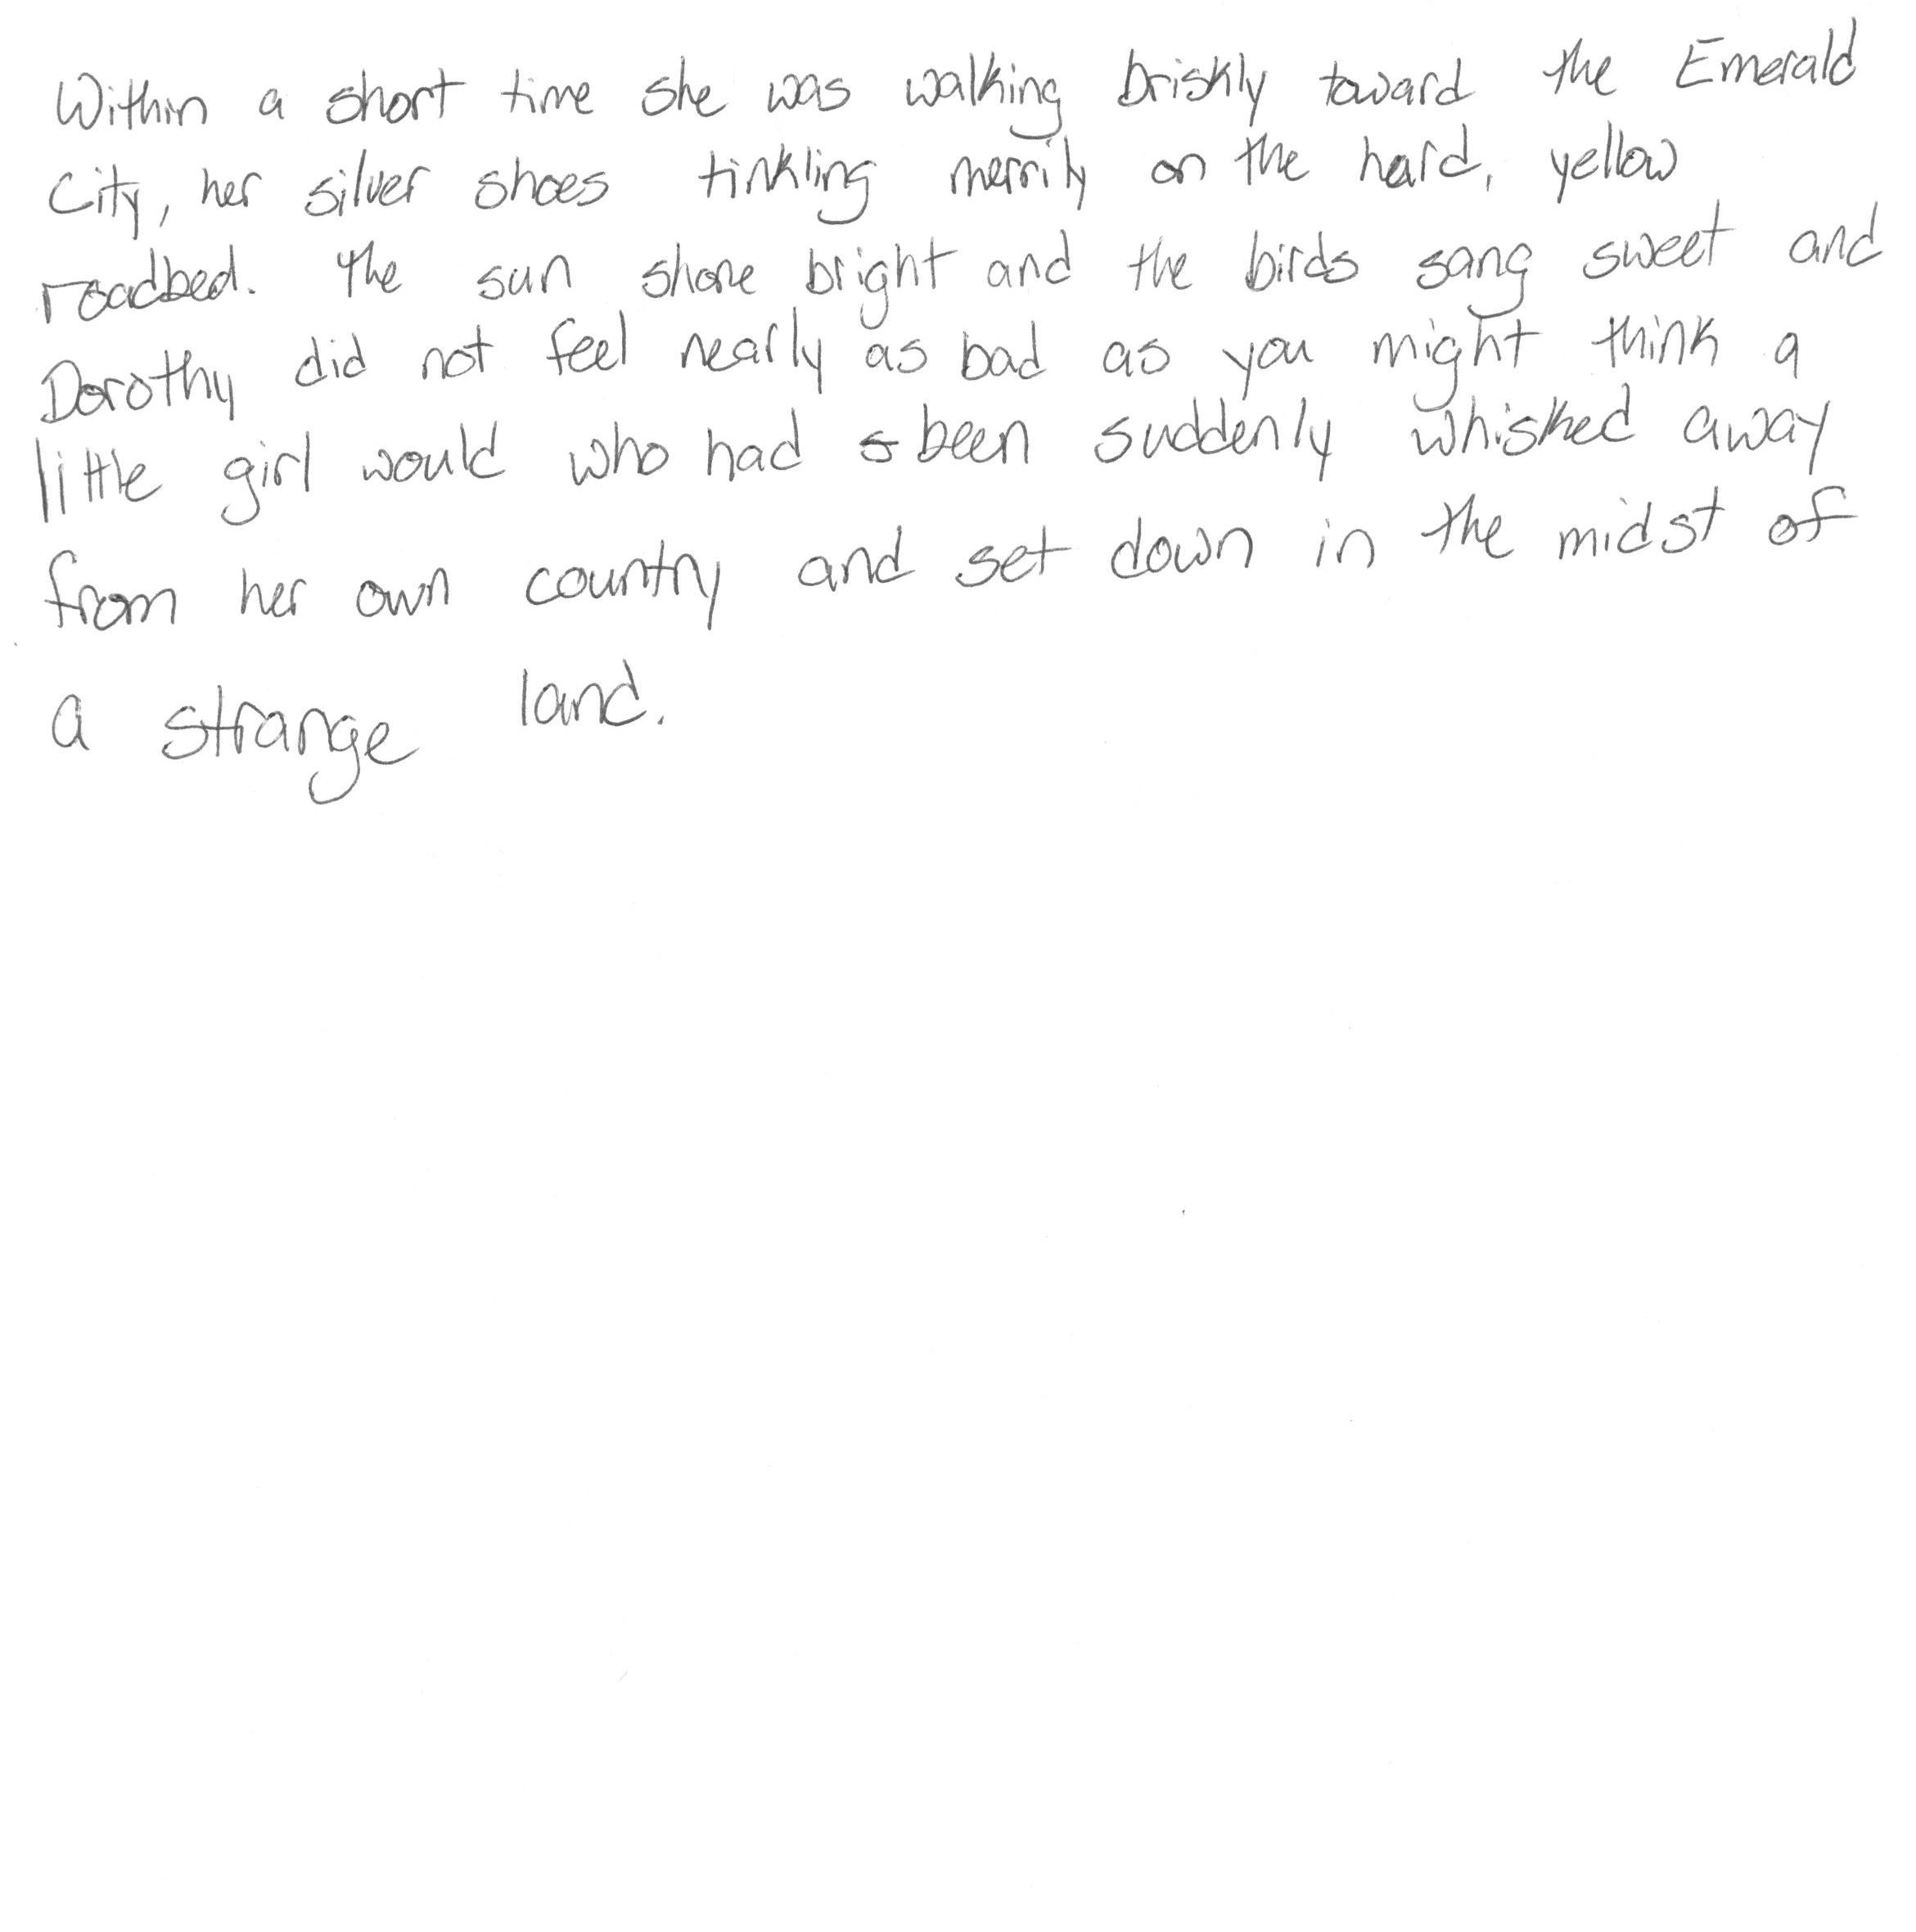 Within a short time she was walking briskly toward the Emerald
City, her silver shoes tinkling merrily on the hard, yellow
roadbed. The sun shone bright and the birds sang sweet and
Dorothy did not feel nearly as bad as you might think a
little girl would who had s been suddenly whisked away
from her own country and set down in the midst of
a strange land.